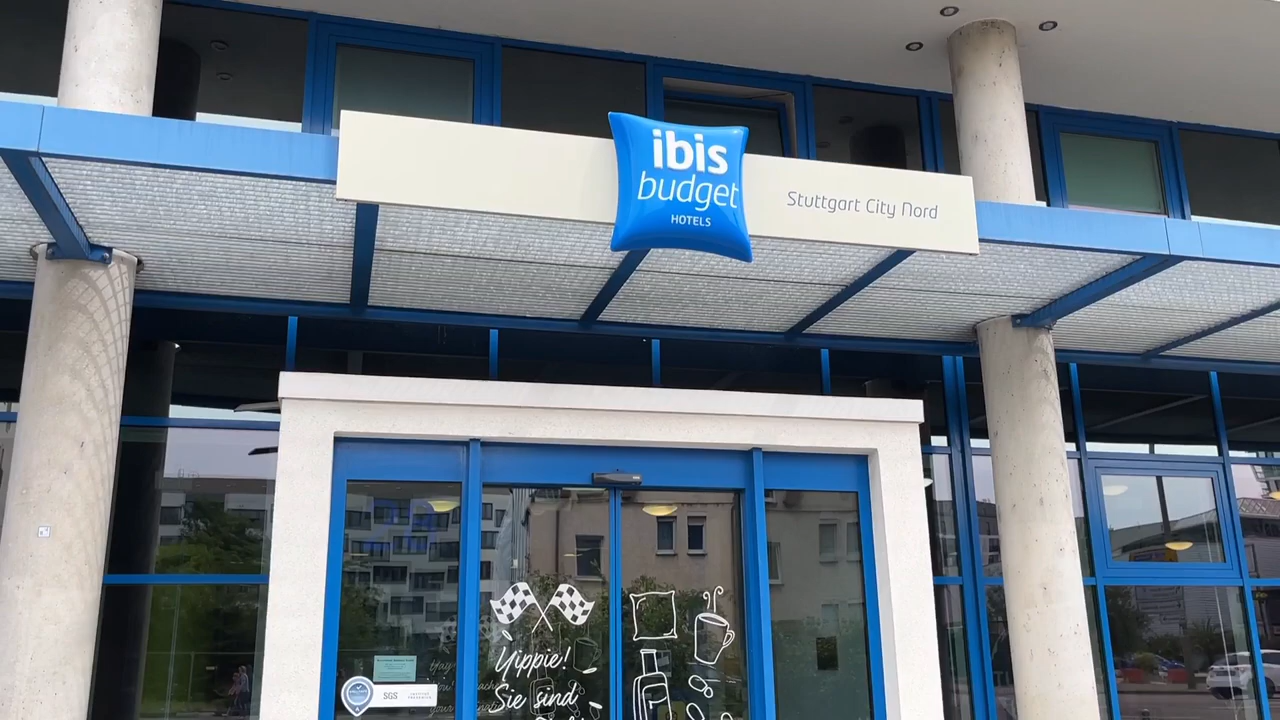 ibis
budget
HOTELS
Stuttgart City Nord
Yippie!
Sie sind
SGS